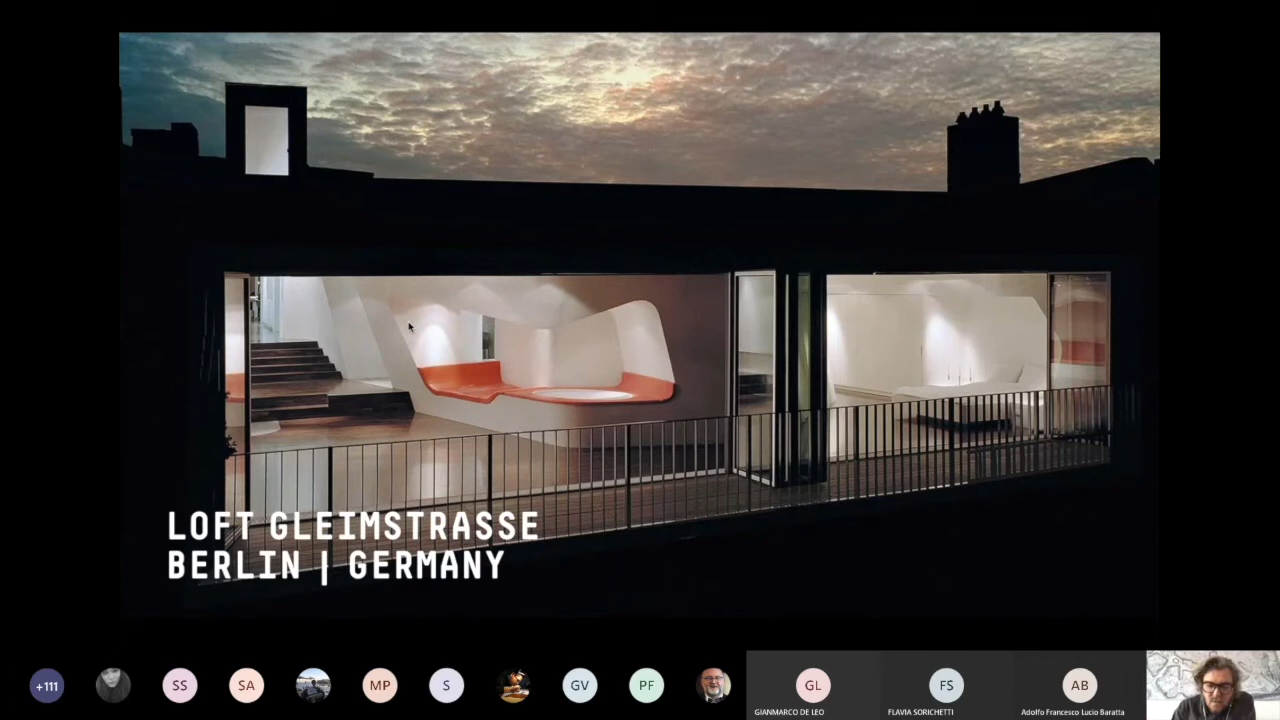 LOFT GLEIMSTRASSE
BERLIN | GERMANY
+111
SS
SA
MP
S
GV
PF
GL
FS
AB
GIANMARCO DE LEO
FLAVIA SORICHETTI
Adolfo Francesco Lucio Baratta